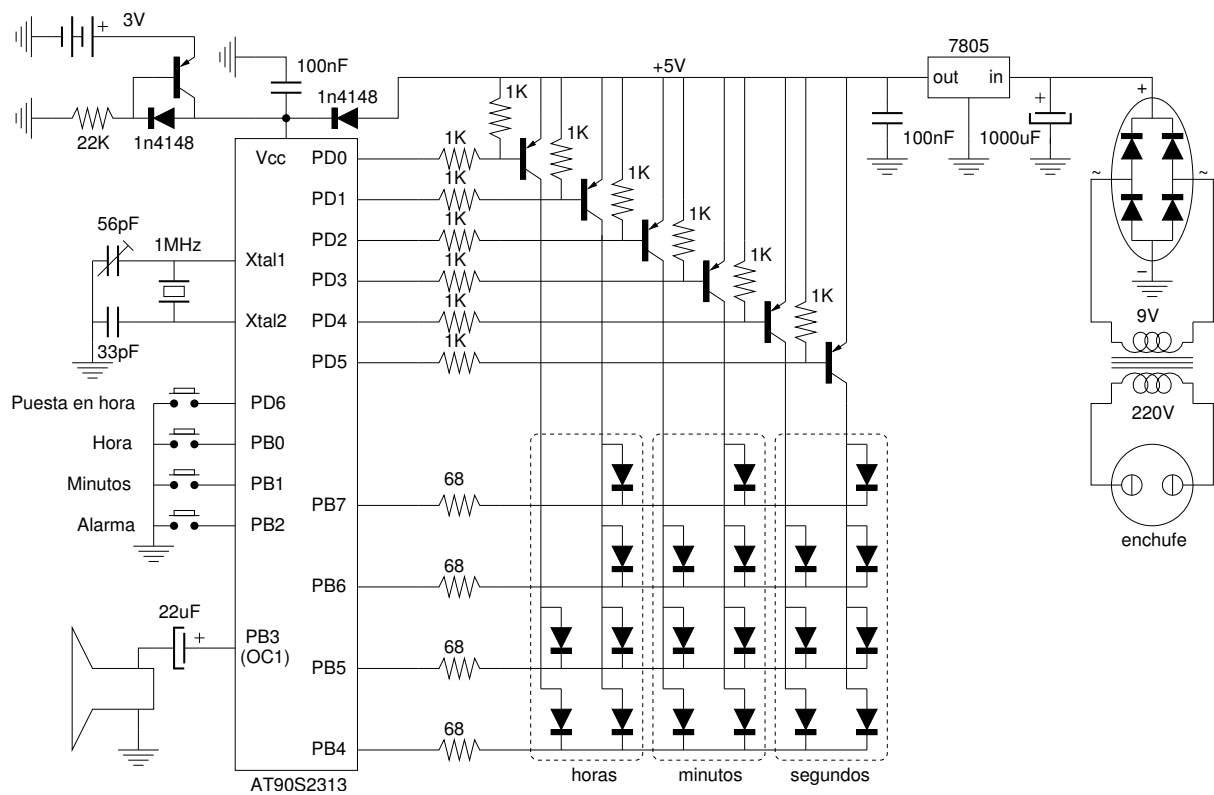 3V
+
22K
1n4148
100nF
1n4148
+5V
7805
out
in
100nF
1000uF
+
+
~
~
−
9V
220V
enchufe
Vcc
PD0
PD1
PD2
PD3
PD4
PD5
1K
1K
1K
1K
1K
1K
1K
1K
1K
1K
1K
1K
56pF
1MHz
33pF
Xtal1
Xtal2
Puesta en hora
PD6
Hora
PB0
Minutos
PB1
Alarma
PB2
22uF
+
PB3
(OC1)
PB7
68
PB6
68
PB5
68
PB4
68
AT90S2313
horas
minutos
segundos